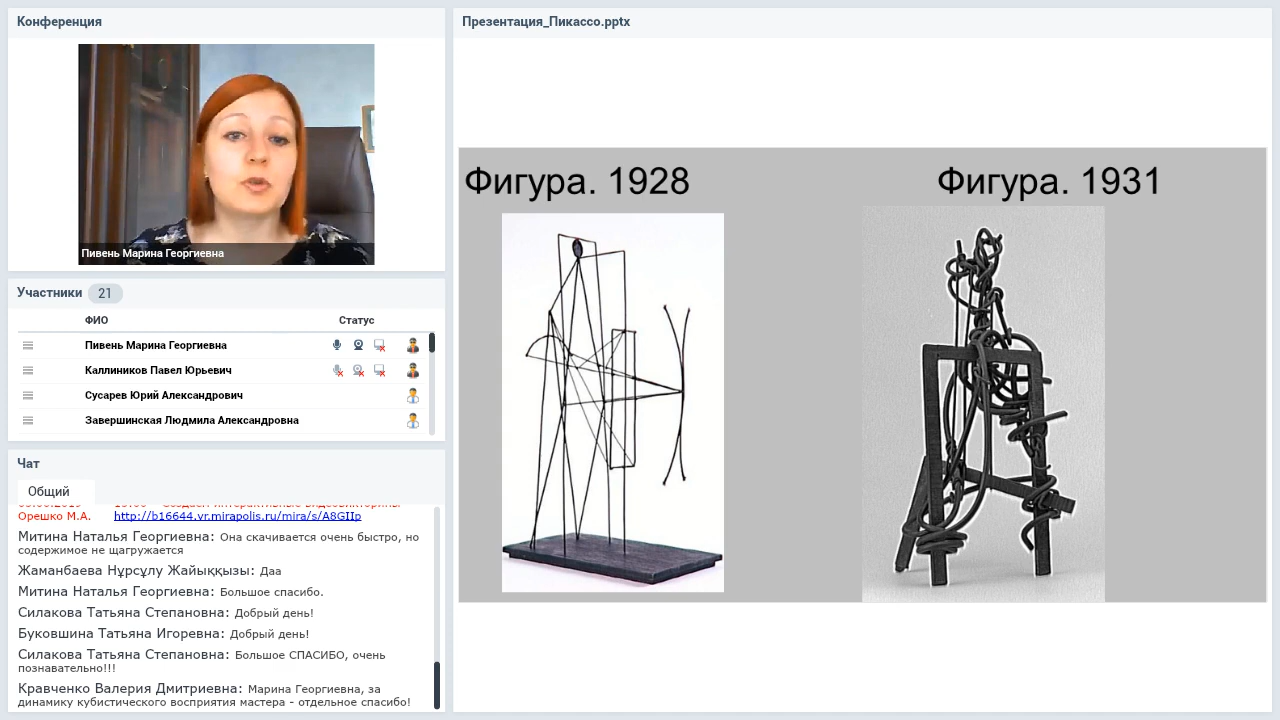 Конференция
Пивень Марина Георгиевна
Участники 21
ФИО Статус
Пивень Марина Георгиевна
Каллиников Павел Юрьевич
Сусарев Юрий Александрович
Завершинская Людмила Александровна
Чат
Общий
Орешко М.А. http://b16644.vr.mirapolis.ru/mira/s/A8GIIp
Митина Наталья Георгиевна: Она скачивается очень быстро, но
содержимое не щагружается
Жаманбаева Нұрсұлу Жайыққызы: Даа
Митина Наталья Георгиевна: Большое спасибо.
Силакова Татьяна Степановна: Добрый день!
Буковшина Татьяна Игоревна: Добрый день!
Силакова Татьяна Степановна: Большое СПАСИБО, очень
познавательно!!!
Кравченко Валерия Дмитриевна: Марина Георгиевна, за
динамику кубистического восприятия мастера - отдельное спасибо!
Презентация_Пикассо.pptx
Фигура. 1928 Фигура. 1931